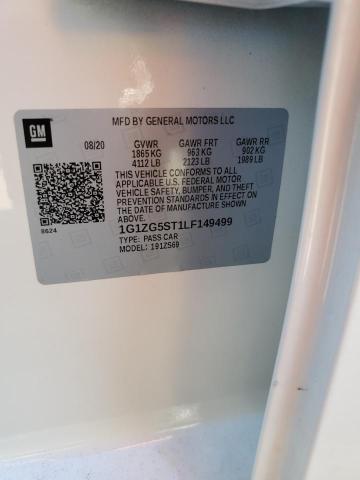 MFD BY GENERAL MOTORS LLC
GM
08/20 GVWR GAWR FRT GAWR RR
1865 KG 963 KG 902 KG
4112 LB 2123 LB 1989 LB
THIS VEHICLE CONFORMS TO ALL
APPLICABLE U.S. FEDERAL MOTOR
VEHICLE SAFETY, BUMPER, AND THEFT
PREVENTION STANDARDS IN EFFECT ON
THE DATE OF MANUFACTURE SHOWN
ABOVE.
8624
1G1ZG5ST1LF149499
TYPE: PASS CAR
MODEL: 191ZS69